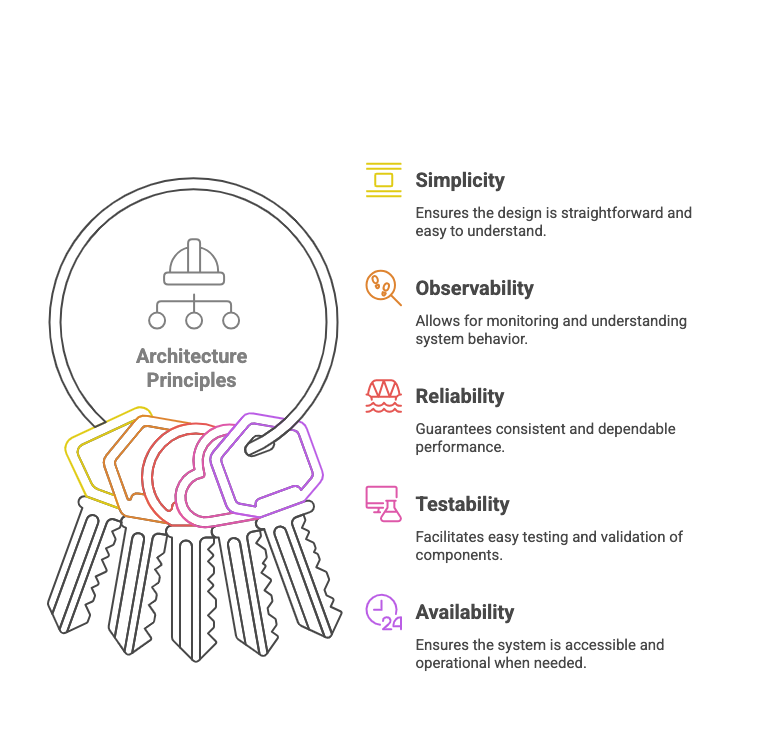 Architecture
Principles
Simplicity
Ensures the design is straightforward and
easy to understand.
Observability
Allows for monitoring and understanding
system behavior.
Reliability
Guarantees consistent and dependable
performance.
Testability
Facilitates easy testing and validation of
components.
24
Availability
Ensures the system is accessible and
operational when needed.